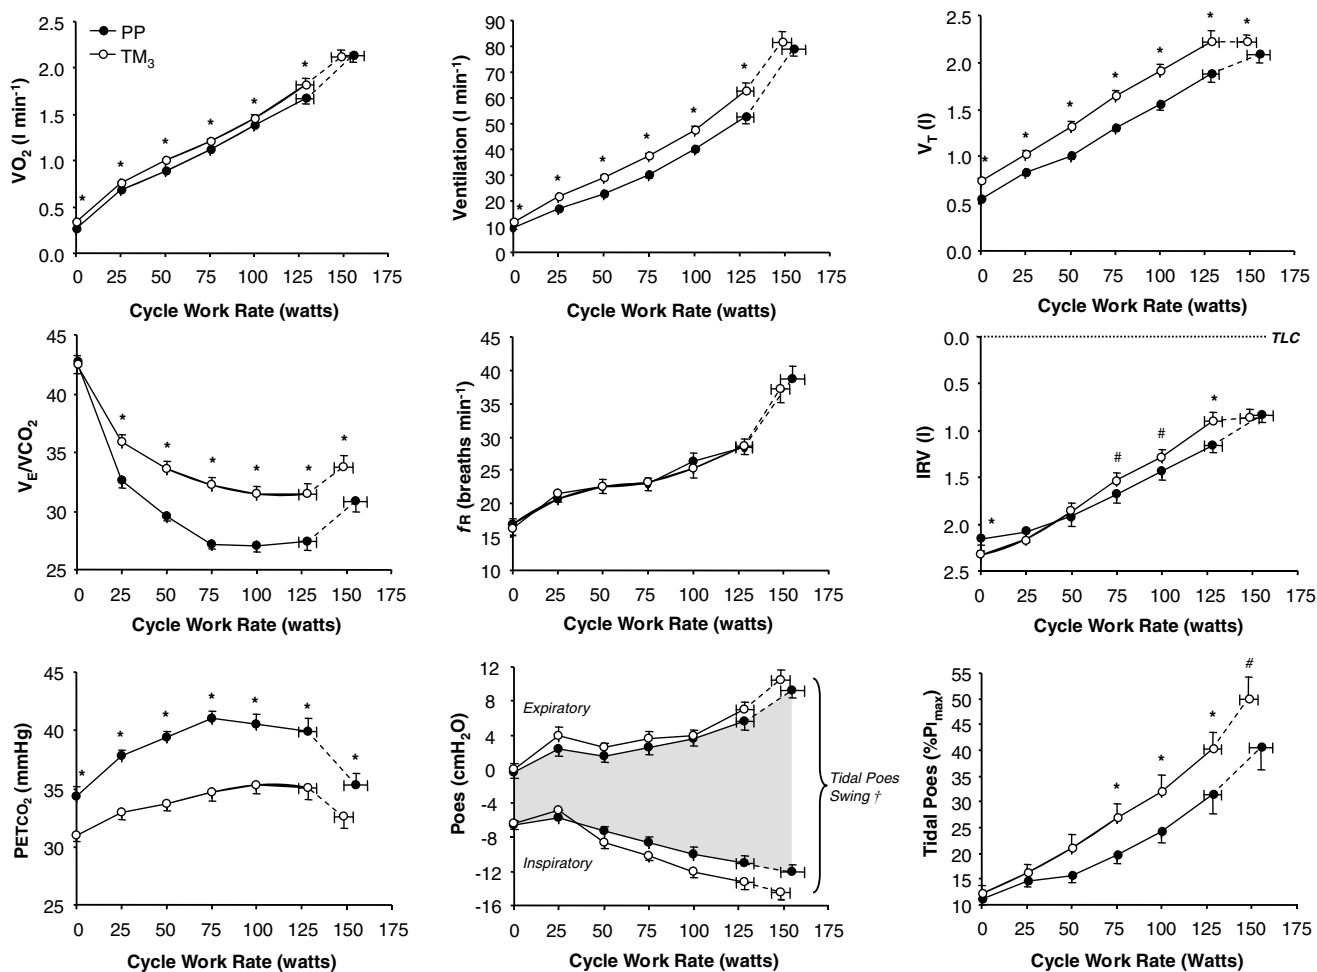 PP
TM3
VO2 (l min-1)
2.5
2.0
1.5
1.0
0.5
0.0
* * * * * *
0 25 50 75 100 125 150 175
Cycle Work Rate (watts)
Ventilation (l min-1)
90
80
70
60
50
40
30
20
10
0
* * * * * *
0 25 50 75 100 125 150 175
Cycle Work Rate (watts)
VT (l)
2.5
2.0
1.5
1.0
0.5
0.0
* * * * * * *
0 25 50 75 100 125 150 175
Cycle Work Rate (watts)
VE/VCO2
45
40
35
30
25
* * * * * *
0 25 50 75 100 125 150 175
Cycle Work Rate (watts)
fR (breaths min-1)
45
40
35
30
25
20
15
10
0 25 50 75 100 125 150 175
Cycle Work Rate (watts)
IRV (l)
0.0
0.5
1.0
1.5
2.0
2.5
TLC
* # # *
0 25 50 75 100 125 150 175
Cycle Work Rate (watts)
PETCO2 (mmHg)
45
40
35
30
25
* * * * * * *
0 25 50 75 100 125 150 175
Cycle Work Rate (watts)
Poes (cmH2O)
12
8
4
0
-4
-8
-12
-16
Expiratory
Inspiratory
Tidal Poes
Swing †
0 25 50 75 100 125 150 175
Cycle Work Rate (watts)
Tidal Poes (%PImax)
55
50
45
40
35
30
25
20
15
10
* * * #
0 25 50 75 100 125 150 175
Cycle Work Rate (watts)